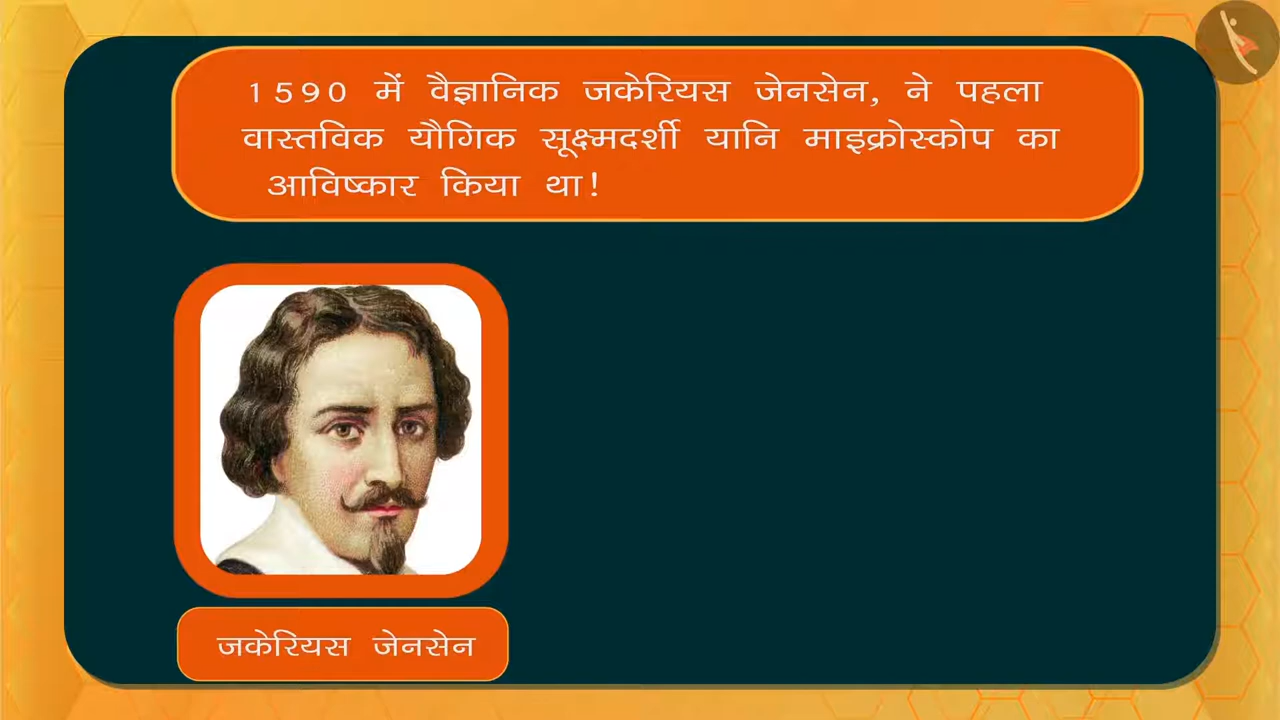 1590 में वैज्ञानिक जकेरियस जेनसेन, ने पहला
वास्तविक यौगिक सूक्ष्मदर्शी यानि माइक्रोस्कोप का
आविष्कार किया था!
जकेरियस जेनसेन